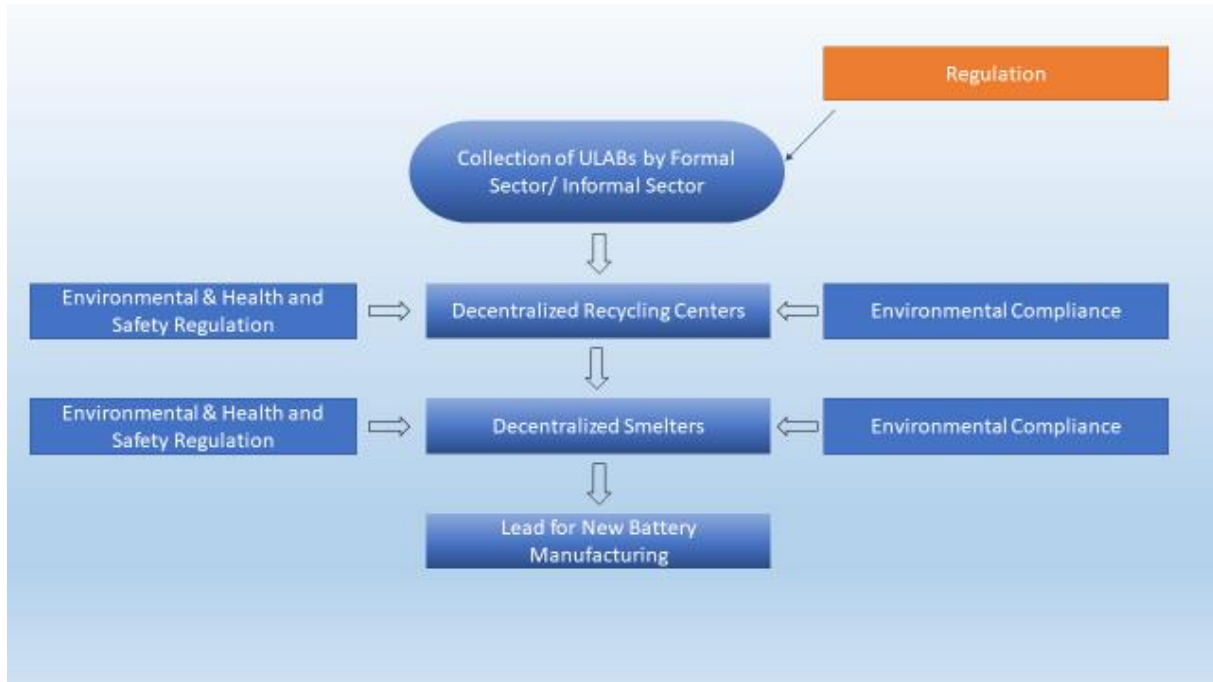 Regulation
Collection of ULABs by Formal
Sector/ Informal Sector
Environmental & Health and
Safety Regulation
Decentralized Recycling Centers
Environmental Compliance
Environmental & Health and
Safety Regulation
Decentralized Smelters
Environmental Compliance
Lead for New Battery
Manufacturing